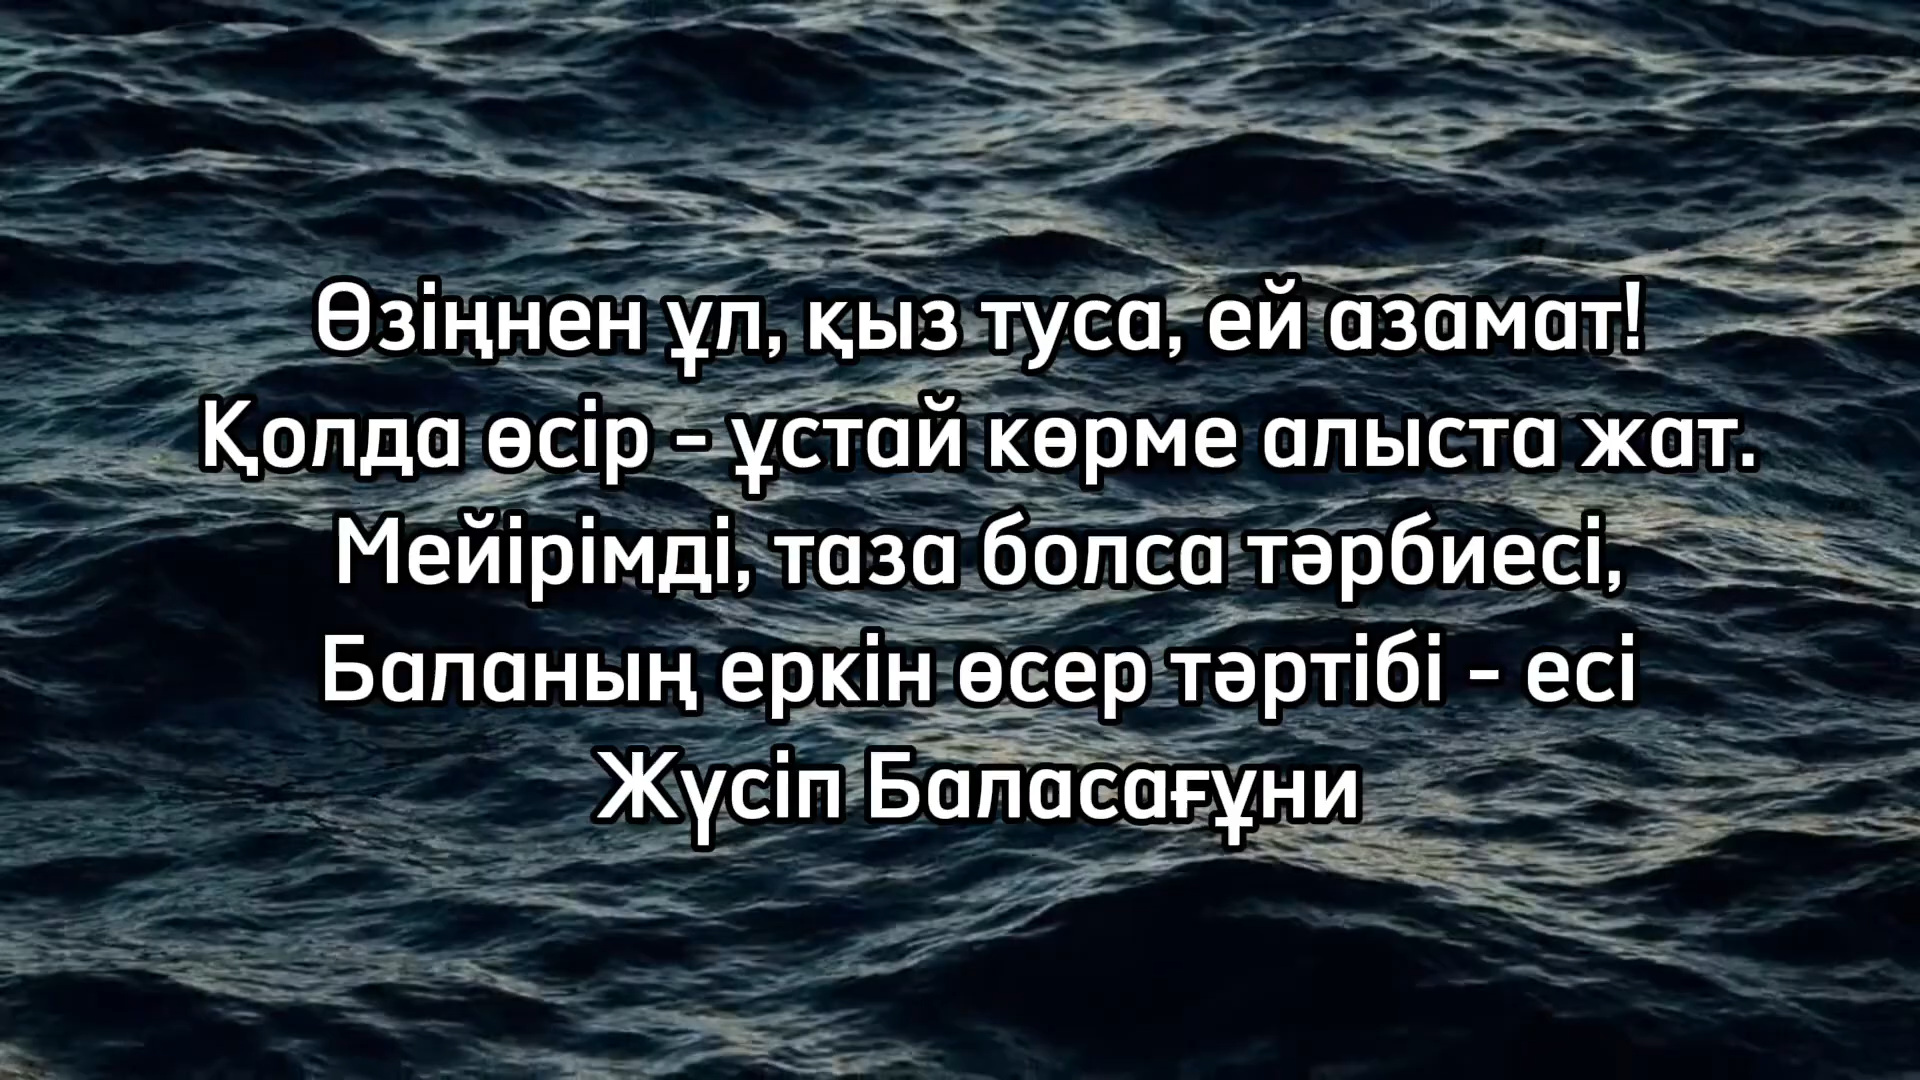 Өзіңнен ұл, қыз туса, ей азамат!
Қолда өсір - ұстай көрме алыста жат.
Мейірімді, таза болса тәрбиесі,
Баланың еркін өсер тәртібі - есі
Жүсіп Баласағұни